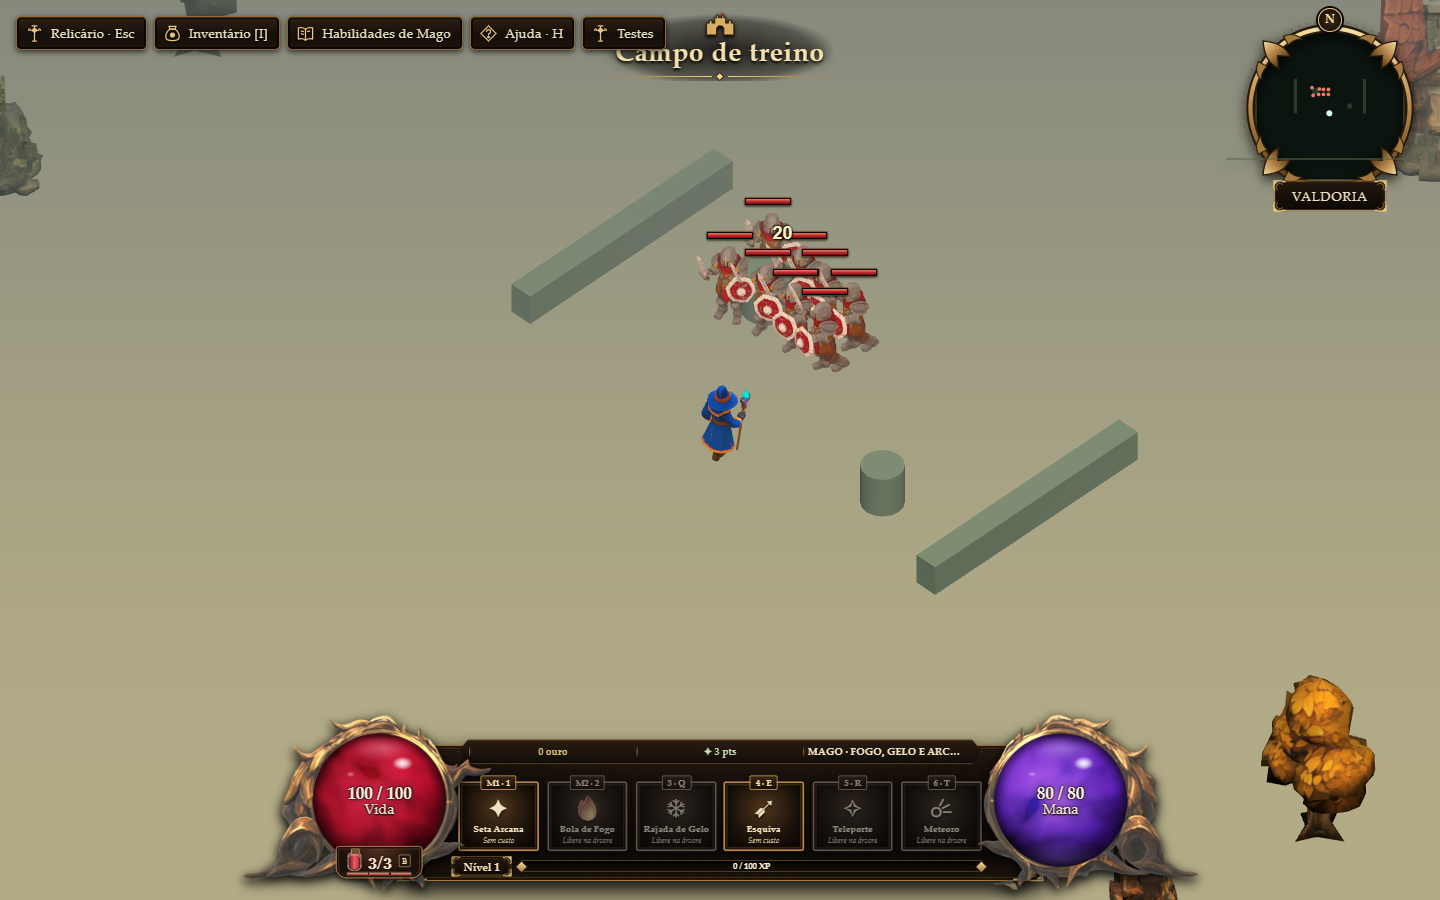 Relicário · Esc
Inventário [I]
Habilidades de Mago
Ajuda · H
Testes
Campo de treino
N
VALDORIA
20
100 / 100
Vida
3/3
B
0 ouro
3 pts
MAGO · FOGO, GELO E ARC...
M1 · 1
Seta Arcana
Sem custo
M2 · 2
Bola de Fogo
Libere na árvore
3 · Q
Rajada de Gelo
Libere na árvore
4 · E
Esquiva
Sem custo
5 · R
Teleporte
Libere na árvore
6 · T
Meteoro
Libere na árvore
Nível 1
0 / 100 XP
80 / 80
Mana